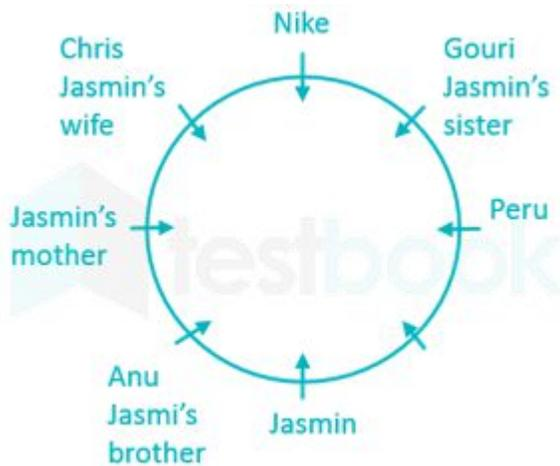 Nike
Chris
Jasmin's
wife
Gouri
Jasmin's
sister
Jasmin's
mother
Peru
testbook
Anu
Jasmi's
brother
Jasmin